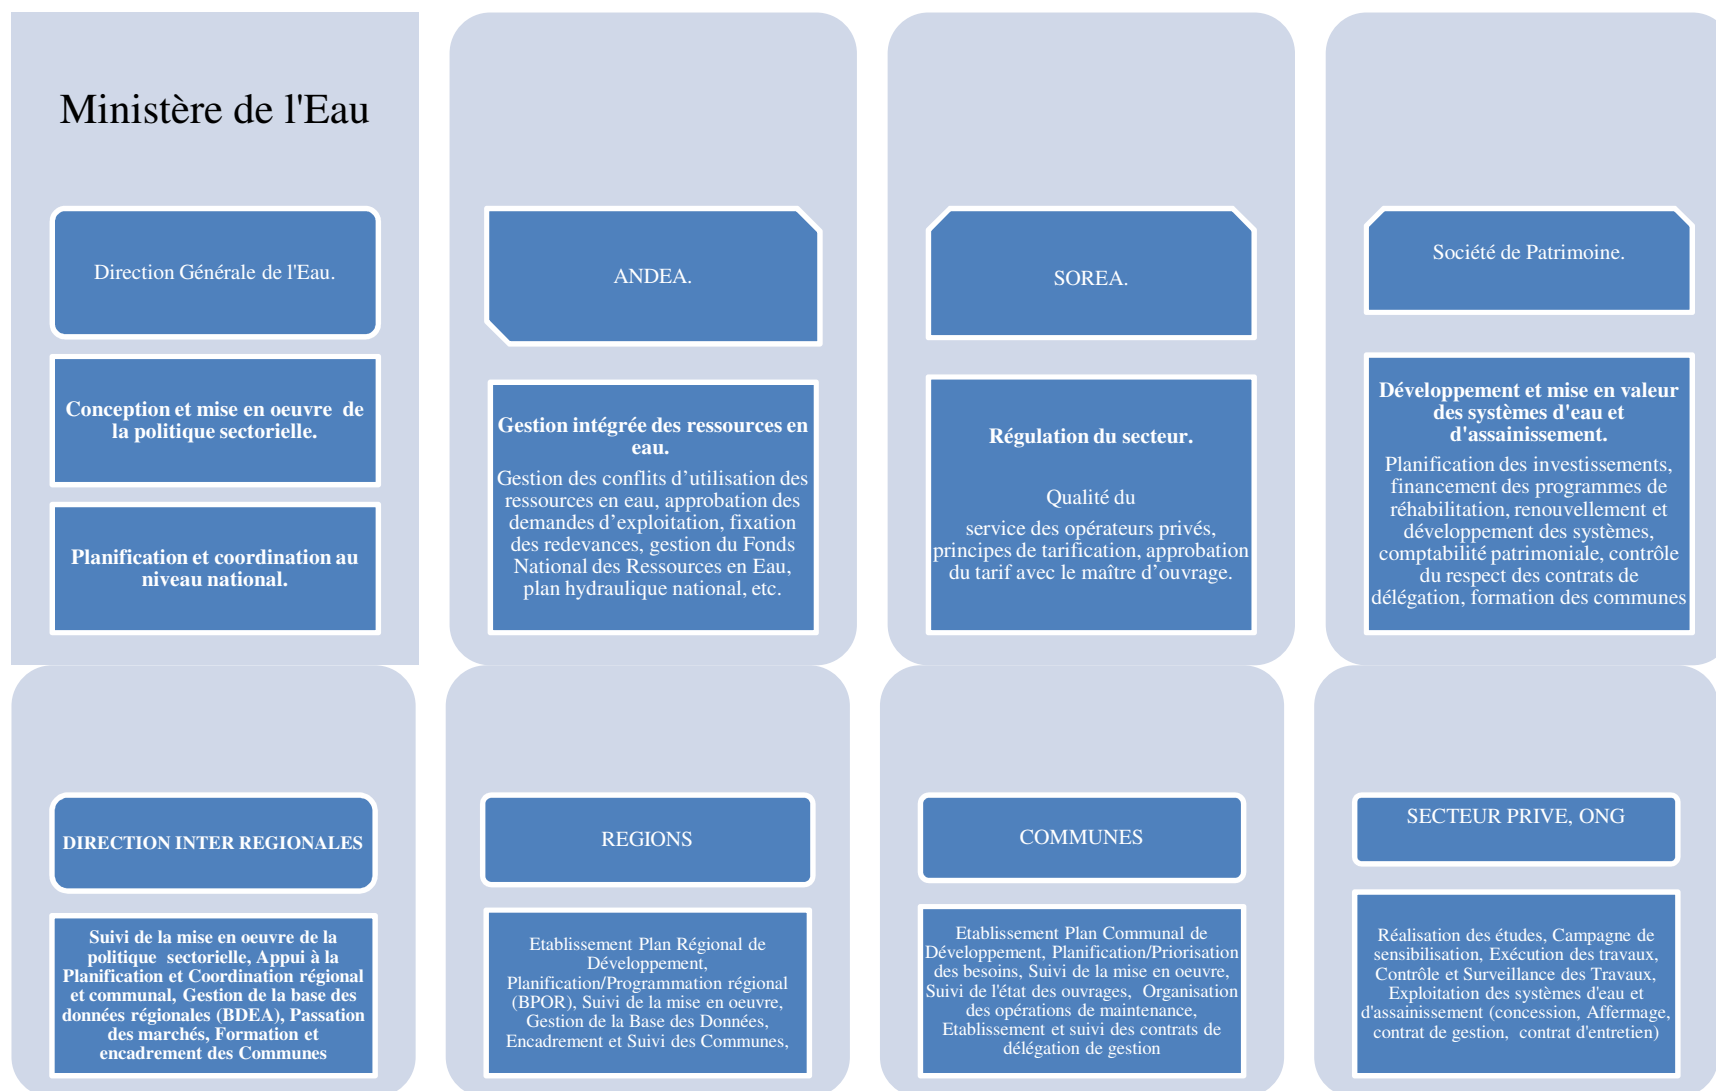 Ministère de l'Eau
Direction Générale de l'Eau.
Conception et mise en oeuvre de
la politique sectorielle.
Planification et coordination au
niveau national.
ANDEA.
Gestion intégrée des ressources en
eau.
Gestion des conflits d’utilisation des
ressources en eau, approbation des
demandes d’exploitation, fixation
des redevances, gestion du Fonds
National des Ressources en Eau,
plan hydraulique national, etc.
SOREA.
Régulation du secteur.
Qualité du
service des opérateurs privés,
principes de tarification, approbation
du tarif avec le maître d’ouvrage.
Société de Patrimoine.
Développement et mise en valeur
des systèmes d'eau et
d'assainissement.
Planification des investissements,
financement des programmes de
réhabilitation, renouvellement et
développement des systèmes,
comptabilité patrimoniale, contrôle
du respect des contrats de
délégation, formation des communes
DIRECTION INTER REGIONALES
Suivi de la mise en oeuvre de la
politique sectorielle, Appui à la
Planification et Coordination régional
et communal, Gestion de la base des
données régionales (BDEA), Passation
des marchés, Formation et
encadrement des Communes
REGIONS
Etablissement Plan Régional de
Développement,
Planification/Programmation régional
(BPOR), Suivi de la mise en oeuvre,
Gestion de la Base des Données,
Encadrement et Suivi des Communes,
COMMUNES
Etablissement Plan Communal de
Développement, Planification/Priorisation
des besoins, Suivi de la mise en oeuvre,
Suivi de l'état des ouvrages, Organisation
des opérations de maintenance,
Etablissement et suivi des contrats de
délégation de gestion
SECTEUR PRIVE, ONG
Réalisation des études, Campagne de
sensibilisation, Exécution des travaux,
Contrôle et Surveillance des Travaux,
Exploitation des systèmes d'eau et
d'assainissement (concession, Affermage,
contrat de gestion, contrat d'entretien)